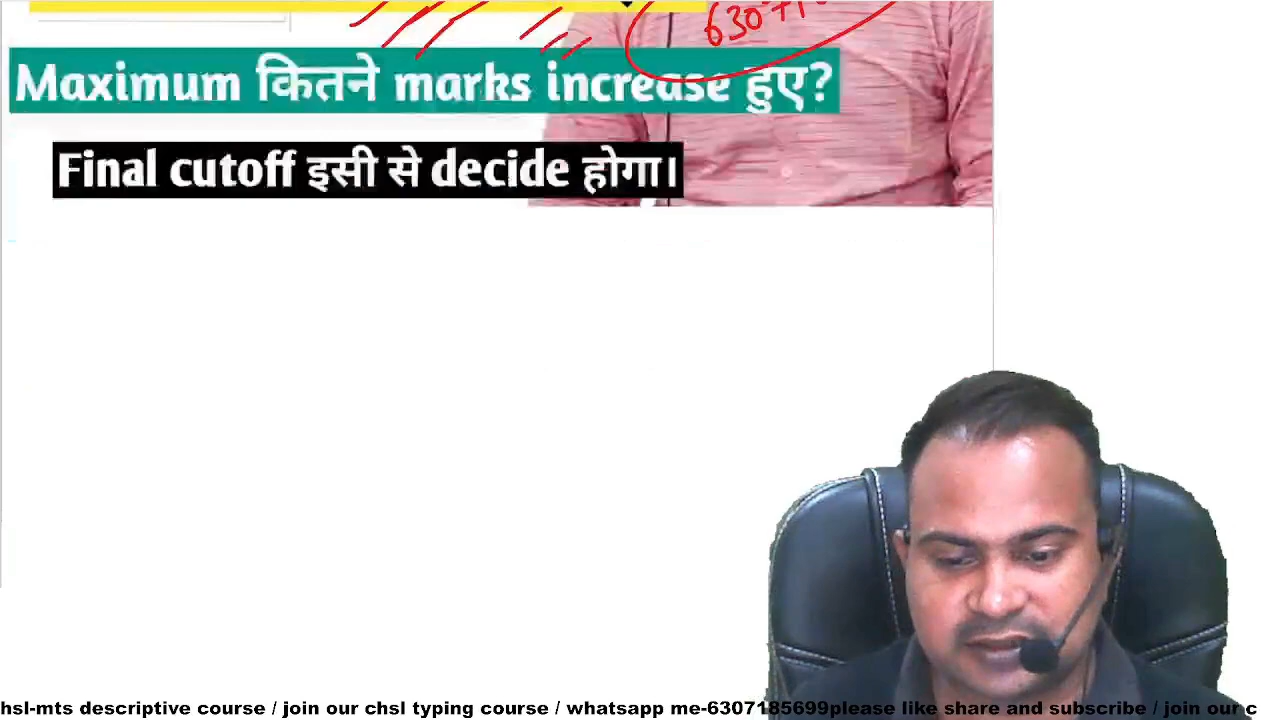 Maximum कितने marks increase हुए?
Final cutoff इसी से decide होगा।
hsl-mts descriptive course / join our chsl typing course / whatsapp me-6307185699please like share and subscribe / join our c